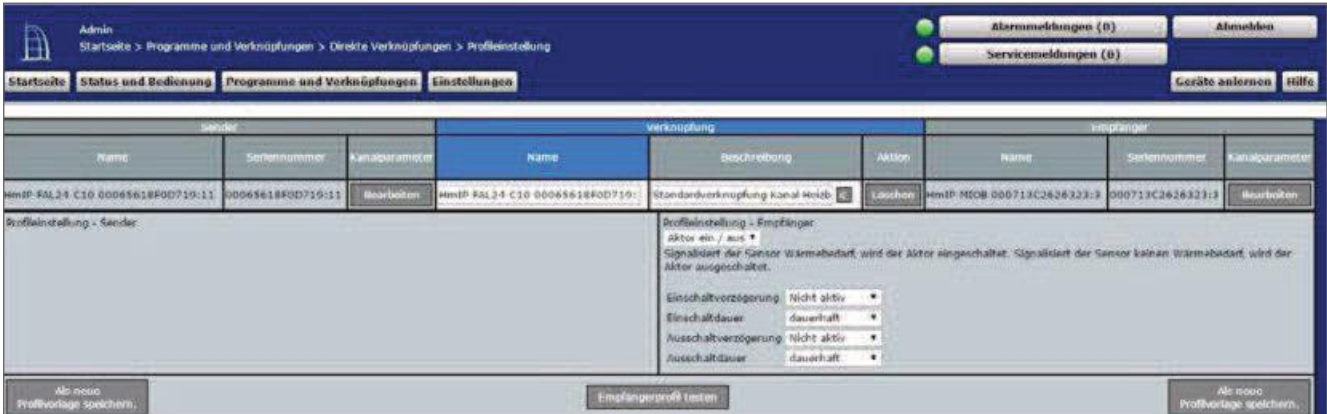 Admin
Alarmmeldungen (0)
Abmelden
Startseite > Programme und Verknüpfungen > Direkte Verknüpfungen > Profileinstellung
Servicemeldungen (0)
Startseite
Status und Bedienung
Programme und Verknüpfungen
Einstellungen
Geräte anlernen
Hilfe
Sender
Verknüpfung
Empfänger
Name
Seriennummer
Kanalparameter
Name
Beschreibung
Aktion
Name
Seriennummer
Kanalparameter
HmIP-FAL24-C10 00065618F0D719:11
00065618F0D719:11
Bearbeiten
HmIP-FAL24-C10 00065618F0D719:
Standardverknüpfung Kanal Heizb
Löschen
HmIP-MIOB 000713C2626323:3
000713C2626323:3
Bearbeiten
Profileinstellung - Sender
Profileinstellung - Empfänger
Aktor ein / aus
Signalisiert der Sensor Wärmebedarf, wird der Aktor eingeschaltet. Signalisiert der Sensor keinen Wärmebedarf, wird der
Aktor ausgeschaltet.
Einschaltverzögerung Nicht aktiv
Einschaltdauer dauerhaft
Ausschaltverzögerung Nicht aktiv
Ausschaltdauer dauerhaft
Als neue
Profilvorlage speichern.
Empfängerprofil testen
Als neue
Profilvorlage speichern.